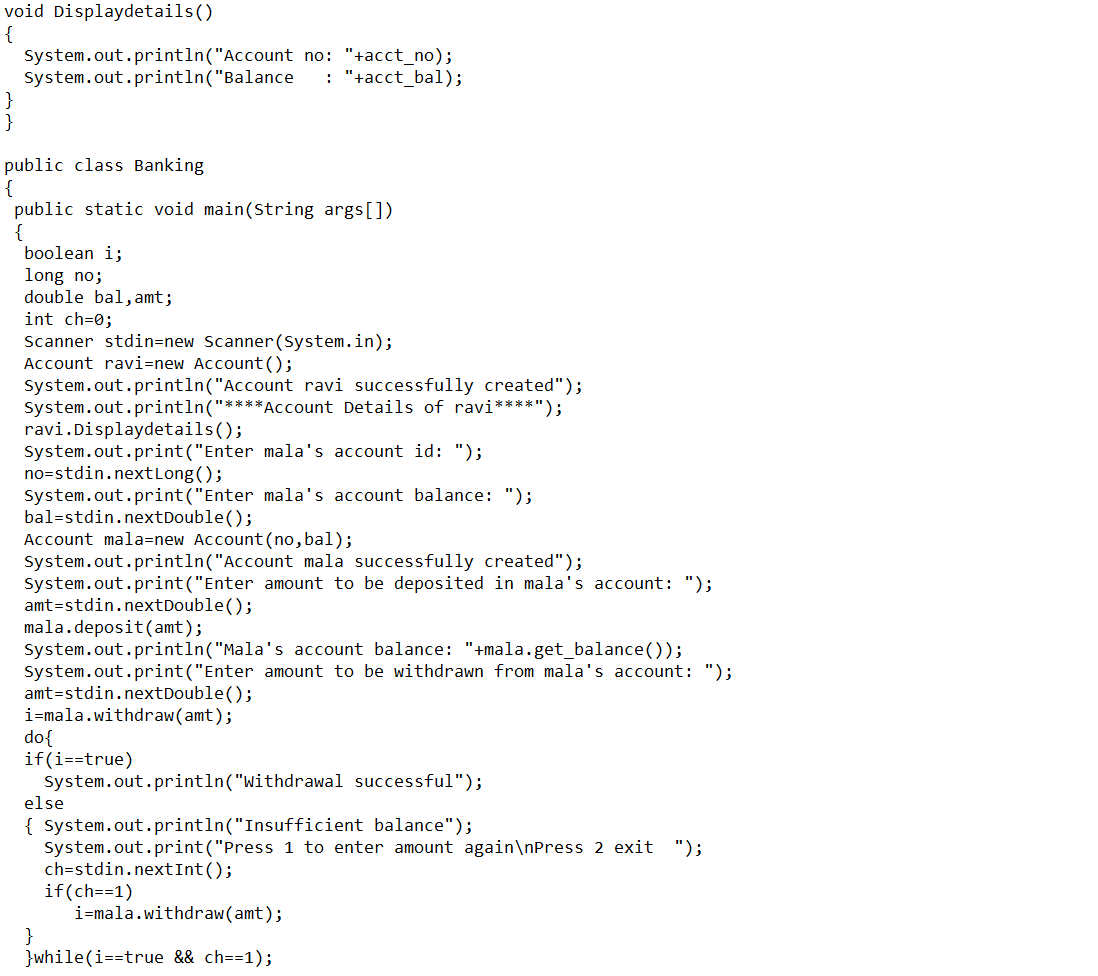 void Displaydetails()
{
  System.out.println("Account no: "+acct_no);
  System.out.println("Balance   : "+acct_bal);
}
}

public class Banking
{
 public static void main(String args[])
 {
  boolean i;
  long no;
  double bal,amt;
  int ch=0;
  Scanner stdin=new Scanner(System.in);
  Account ravi=new Account();
  System.out.println("Account ravi successfully created");
  System.out.println("****Account Details of ravi****");
  ravi.Displaydetails();
  System.out.print("Enter mala's account id: ");
  no=stdin.nextLong();
  System.out.print("Enter mala's account balance: ");
  bal=stdin.nextDouble();
  Account mala=new Account(no,bal);
  System.out.println("Account mala successfully created");
  System.out.print("Enter amount to be deposited in mala's account: ");
  amt=stdin.nextDouble();
  mala.deposit(amt);
  System.out.println("Mala's account balance: "+mala.get_balance());
  System.out.print("Enter amount to be withdrawn from mala's account: ");
  amt=stdin.nextDouble();
  i=mala.withdraw(amt);
  do{
  if(i==true)
    System.out.println("Withdrawal successful");
  else
  { System.out.println("Insufficient balance");
    System.out.print("Press 1 to enter amount again\nPress 2 exit  ");
    ch=stdin.nextInt();
    if(ch==1)
       i=mala.withdraw(amt);
  }
  }while(i==true && ch==1);